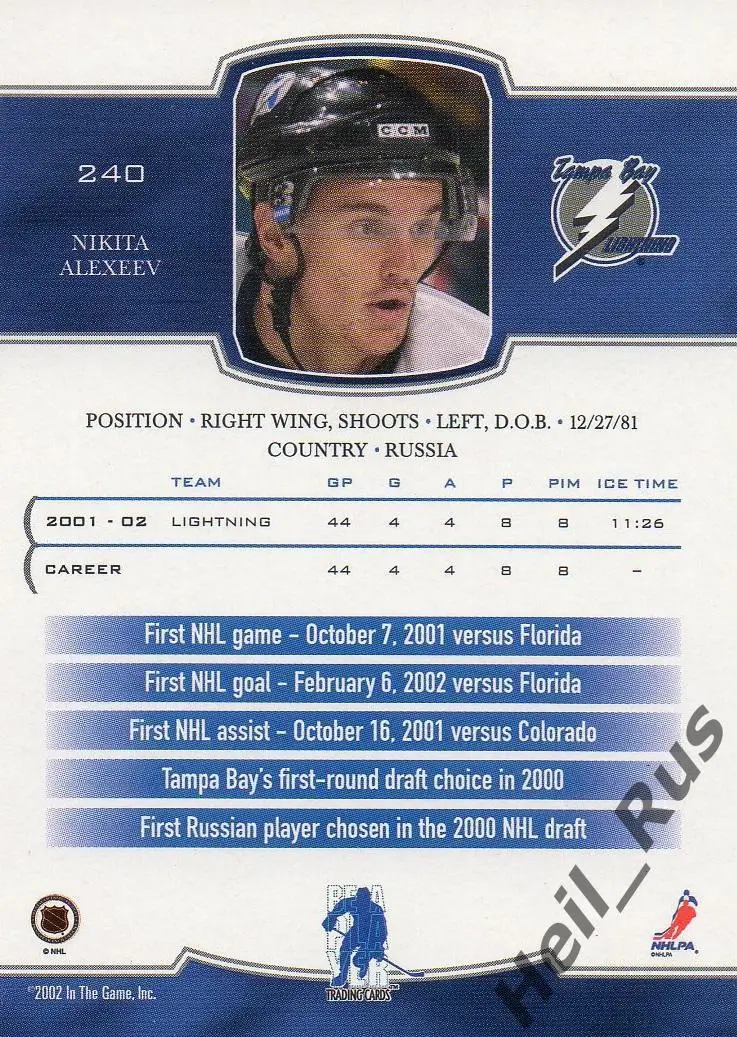 CCM
240
NIKITA
ALEXEEV
Tampa Bay
LIGHTNING
POSITION • RIGHT WING, SHOOTS • LEFT, D.O.B. • 12/27/81
COUNTRY • RUSSIA
TEAM GP G A P PIM ICE TIME
2001 - 02 LIGHTNING 44 4 4 8 8 11:26
CAREER 44 4 4 8 8 –
First NHL game – October 7, 2001 versus Florida
First NHL goal – February 6, 2002 versus Florida
First NHL assist – October 16, 2001 versus Colorado
Tampa Bay's first-round draft choice in 2000
First Russian player chosen in the 2000 NHL draft
NHL
© NHL
BE A
PLAYER
TRADING CARDS™
NHLPA
©NHLPA
©2002 In The Game, Inc.
Heil_Rus